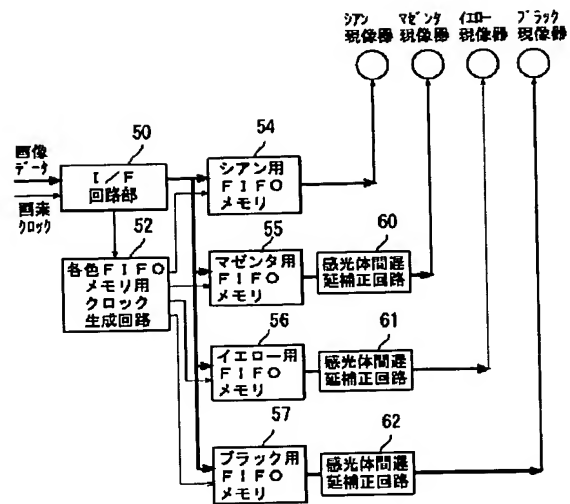 シアン
現像器
マゼンタ
現像器
イエロー
現像器
ブラック
現像器
50
画像
データ
I/F
回路部
画素
クロック
52
各色FIFO
メモリ用
クロック
生成回路
54
シアン用
FIFO
メモリ
55
マゼンタ用
FIFO
メモリ
60
感光体間遅
延補正回路
56
イエロー用
FIFO
メモリ
61
感光体間遅
延補正回路
57
ブラック用
FIFO
メモリ
62
感光体間遅
延補正回路